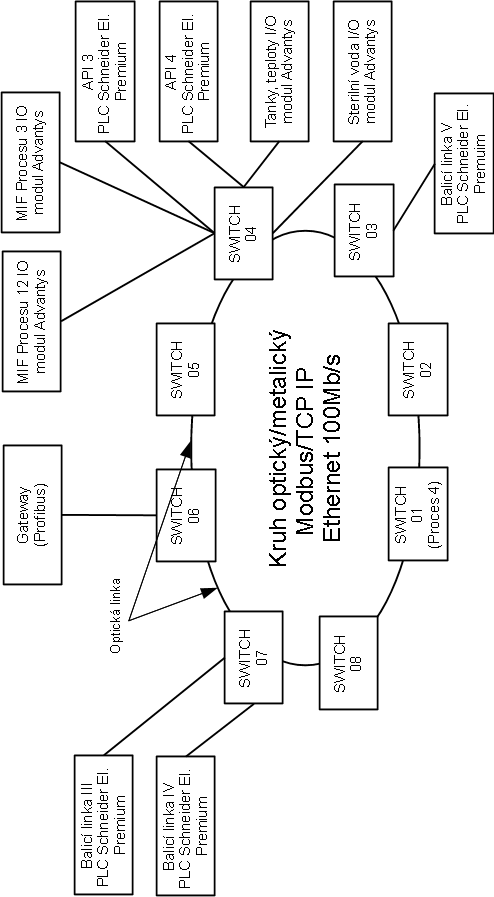 MIF Procesu 12 IO
modul Advantys
MIF Procesu 3 IO
modul Advantys
API 3
PLC Schneider El.
Premium
API 4
PLC Schneider El.
Premium
Tanky, teploty I/O
modul Advantys
Sterilní voda I/O
modul Advantys
Balicí linka V
PLC Schneider El.
Premuim
Gateway
(Profibus)
SWITCH
06
SWITCH
05
SWITCH
04
SWITCH
03
Optická linka
Kruh optický/metalický
Modbus/TCP IP
Ethernet 100Mb/s
SWITCH
07
SWITCH
08
SWITCH
01
(Proces 4)
SWITCH
02
Balicí linka III
PLC Schneider El.
Premium
Balicí linka IV
PLC Schneider El.
Premium